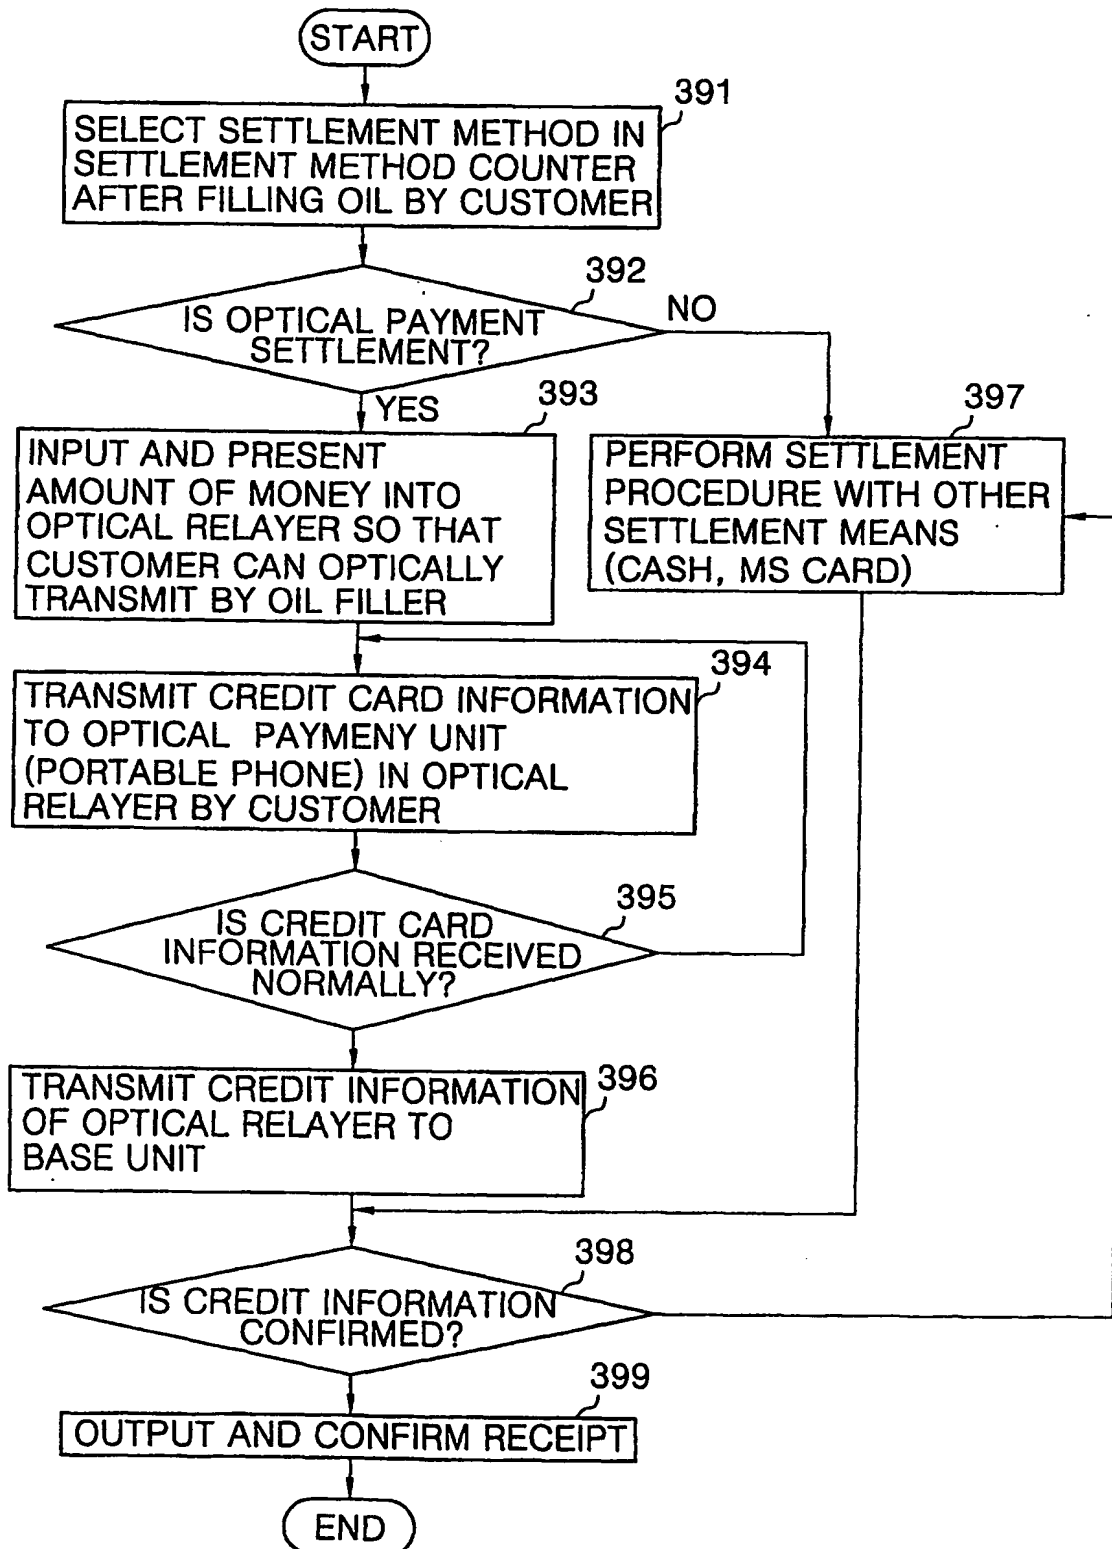 START
391
SELECT SETTLEMENT METHOD IN
SETTLEMENT METHOD COUNTER
AFTER FILLING OIL BY CUSTOMER
392
IS OPTICAL PAYMENT
SETTLEMENT?
NO
YES
393
INPUT AND PRESENT
AMOUNT OF MONEY INTO
OPTICAL RELAYER SO THAT
CUSTOMER CAN OPTICALLY
TRANSMIT BY OIL FILLER
397
PERFORM SETTLEMENT
PROCEDURE WITH OTHER
SETTLEMENT MEANS
(CASH, MS CARD)
394
TRANSMIT CREDIT CARD INFORMATION
TO OPTICAL PAYMENY UNIT
(PORTABLE PHONE) IN OPTICAL
RELAYER BY CUSTOMER
395
IS CREDIT CARD
INFORMATION RECEIVED
NORMALLY?
396
TRANSMIT CREDIT INFORMATION
OF OPTICAL RELAYER TO
BASE UNIT
398
IS CREDIT INFORMATION
CONFIRMED?
399
OUTPUT AND CONFIRM RECEIPT
END